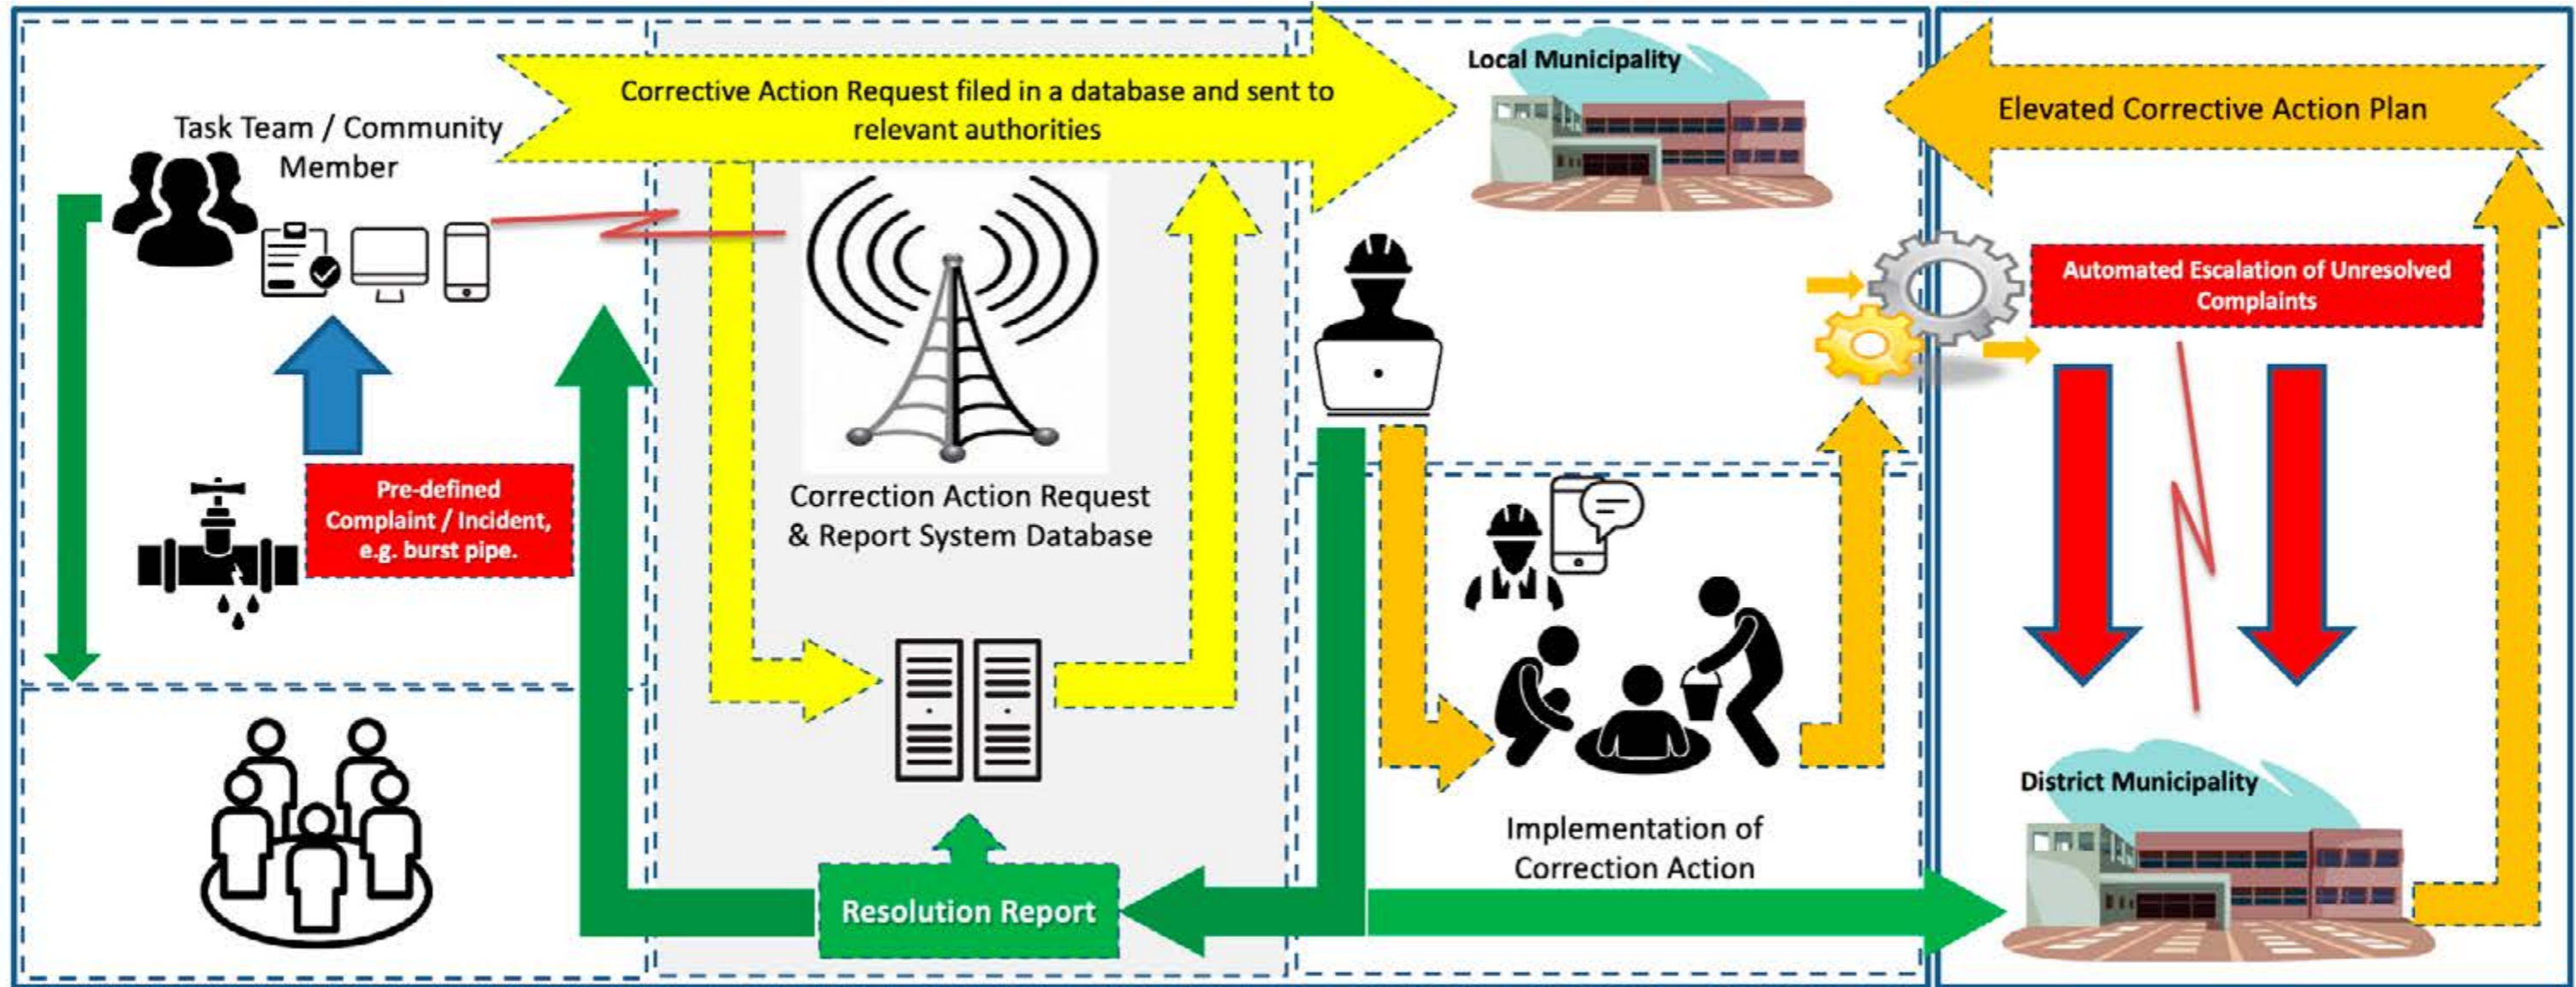 Corrective Action Request filed in a database and sent to
relevant authorities
Local Municipality
Elevated Corrective Action Plan
Task Team / Community
Member
Automated Escalation of Unresolved
Complaints
Pre-defined
Complaint / Incident,
e.g. burst pipe.
Correction Action Request
& Report System Database
District Municipality
Implementation of
Correction Action
Resolution Report